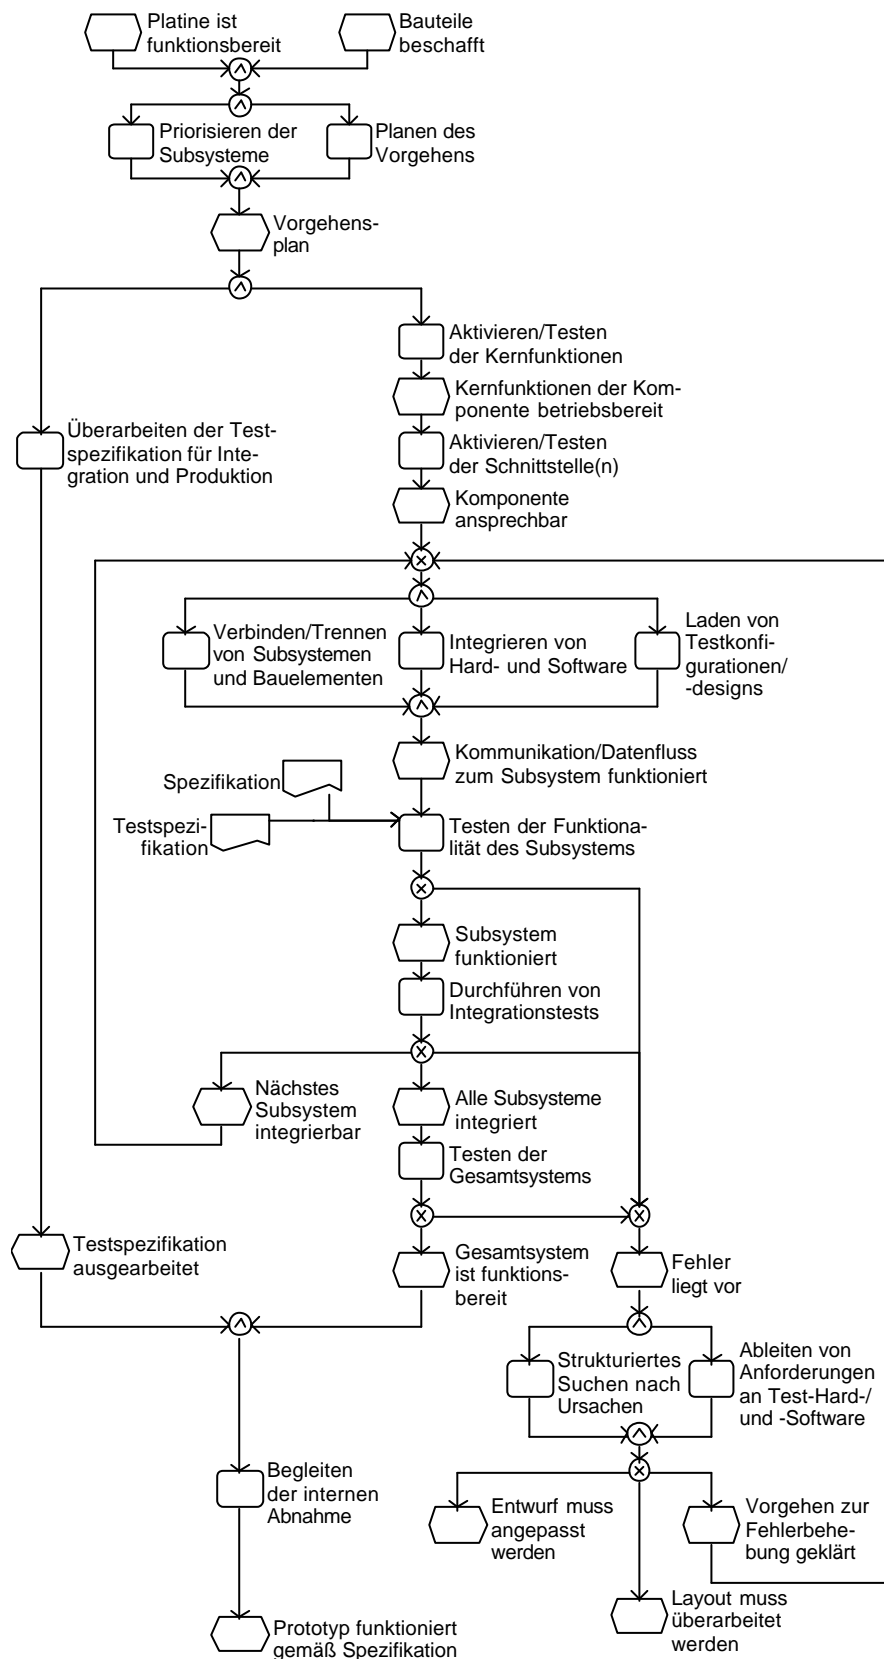 Platine ist
funktionsbereit
Bauteile
beschafft
Priorisieren der
Subsysteme
Planen des
Vorgehens
Vorgehens-
plan
Aktivieren/Testen
der Kernfunktionen
Kernfunktionen der Kom-
ponente betriebsbereit
Überarbeiten der Test-
spezifikation für Inte-
gration und Produktion
Aktivieren/Testen
der Schnittstelle(n)
Komponente
ansprechbar
Verbinden/Trennen
von Subsystemen
und Bauelementen
Integrieren von
Hard- und Software
Laden von
Testkonfi-
gurationen/
-designs
Kommunikation/Datenfluss
zum Subsystem funktioniert
Spezifikation
Testspezi-
fikation
Testen der Funktiona-
lität des Subsystems
Subsystem
funktioniert
Durchführen von
Integrationstests
Nächstes
Subsystem
integrierbar
Alle Subsysteme
integriert
Testen der
Gesamtsystems
Testspezifikation
ausgearbeitet
Gesamtsystem
ist funktions-
bereit
Fehler
liegt vor
Strukturiertes
Suchen nach
Ursachen
Ableiten von
Anforderungen
an Test-Hard-/
und -Software
Begleiten
der internen
Abnahme
Entwurf muss
angepasst
werden
Vorgehen zur
Fehlerbehe-
bung geklärt
Layout muss
überarbeitet
werden
Prototyp funktioniert
gemäß Spezifikation